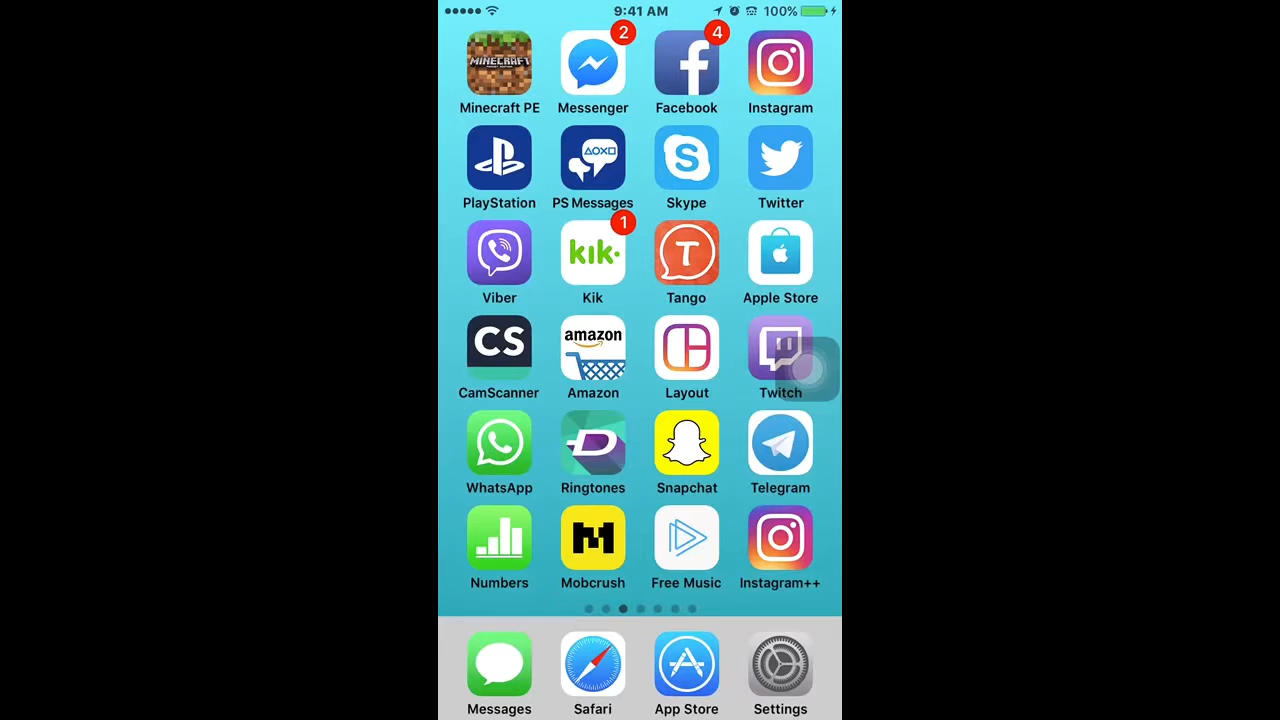 9:41 AM 100%
2 4
MINECRAFT
Minecraft PE Messenger Facebook Instagram
PlayStation PS Messages Skype Twitter
1
kik.
T
Viber Kik Tango Apple Store
CS amazon
CamScanner Amazon Layout Twitch
WhatsApp Ringtones Snapchat Telegram
Numbers Mobcrush Free Music Instagram++
Messages Safari App Store Settings